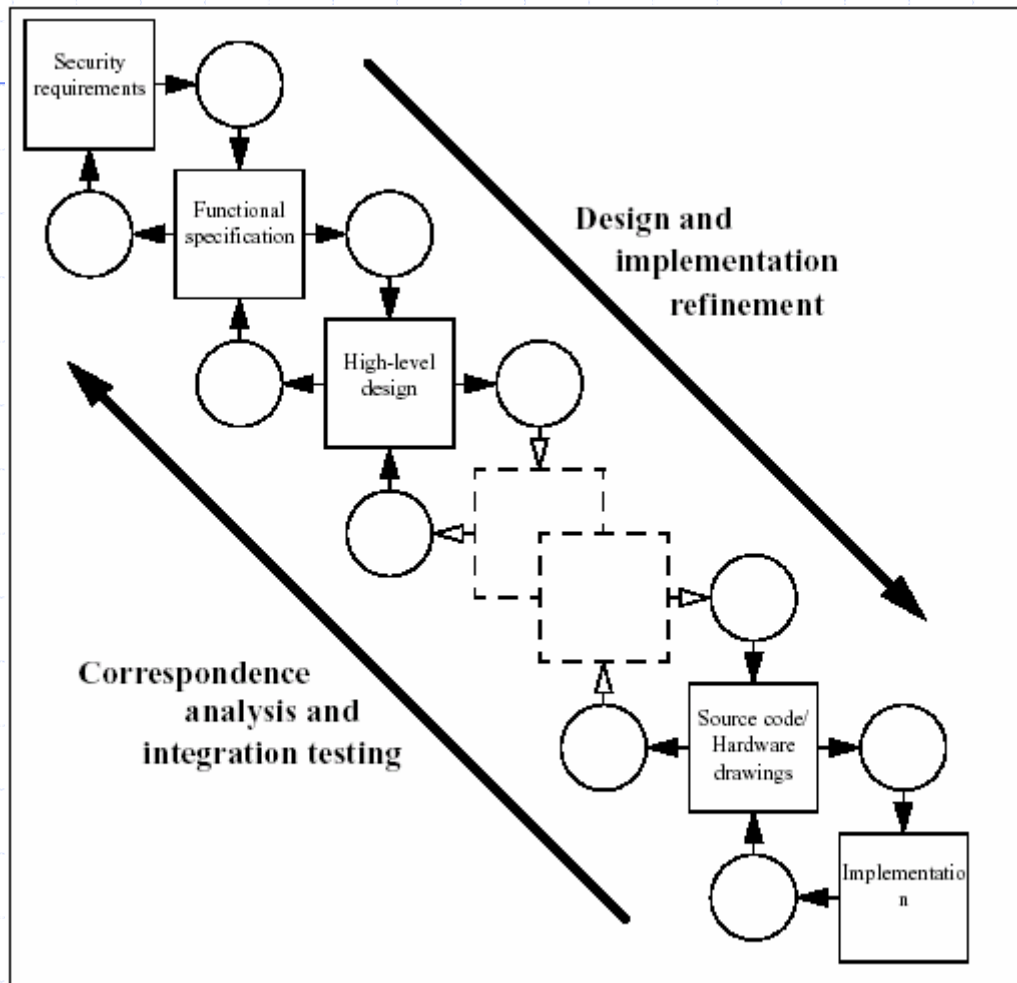 Security
requirements
Functional
specification
Design and
implementation
refinement
High-level
design
Correspondence
analysis and
integration testing
Source code/
Hardware
drawings
Implementatio
n